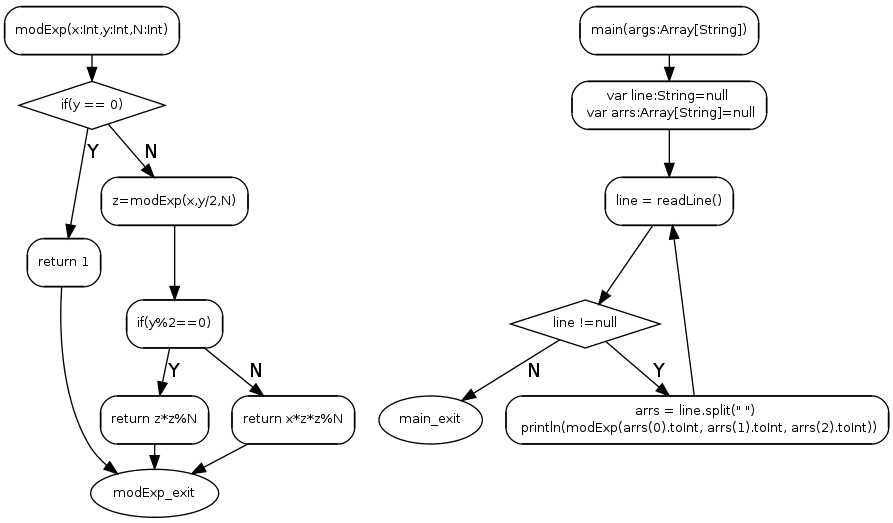 modExp(x:Int,y:Int,N:Int)
if(y == 0)
Y
N
z=modExp(x,y/2,N)
return 1
if(y%2==0)
Y
N
return z*z%N
return x*z*z%N
modExp_exit
main(args:Array[String])
var line:String=null
var arrs:Array[String]=null
line = readLine()
line !=null
N
Y
main_exit
arrs = line.split(" ")
println(modExp(arrs(0).toInt, arrs(1).toInt, arrs(2).toInt))